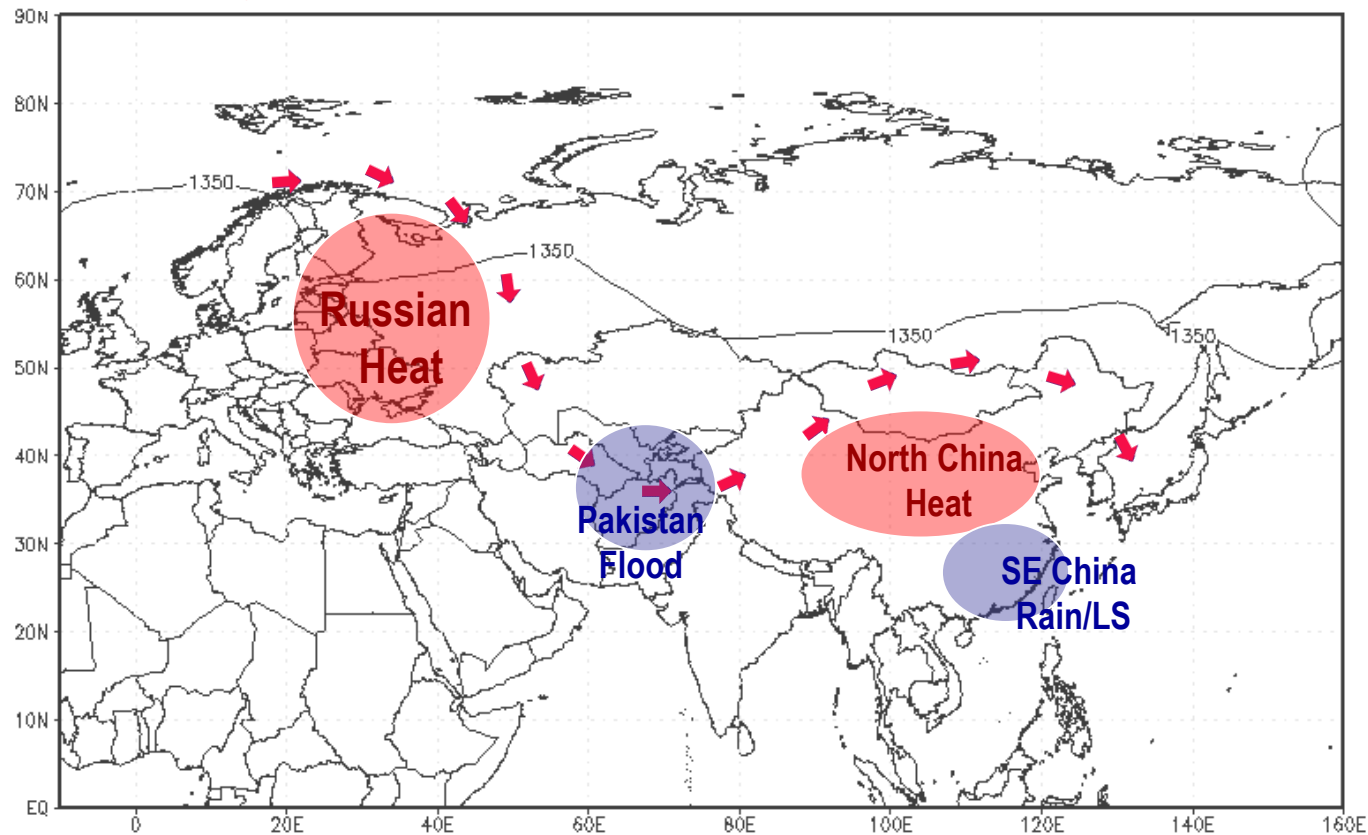 90N
80N
70N
60N
50N
40N
30N
20N
10N
EQ
1350
1350
1350
1350
Russian
Heat
North China
Heat
Pakistan
Flood
SE China
Rain/LS
0
20E
40E
60E
80E
100E
120E
140E
160E